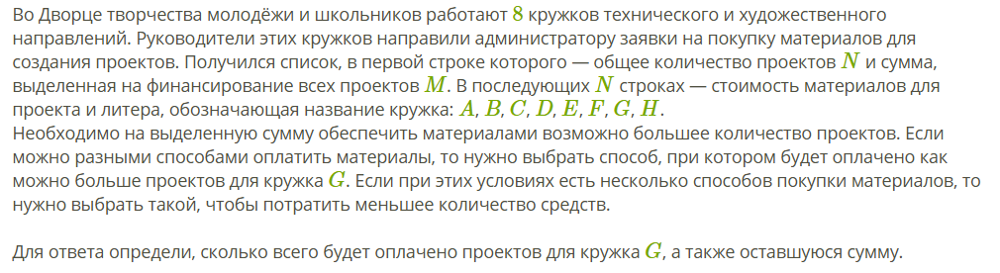 Во Дворце творчества молодёжи и школьников работают 8 кружков технического и художественного
направлений. Руководители этих кружков направили администратору заявки на покупку материалов для
создания проектов. Получился список, в первой строке которого — общее количество проектов N и сумма,
выделенная на финансирование всех проектов M. В последующих N строках — стоимость материалов для
проекта и литера, обозначающая название кружка: A, B, C, D, E, F, G, H.
Необходимо на выделенную сумму обеспечить материалами возможно большее количество проектов. Если
можно разными способами оплатить материалы, то нужно выбрать способ, при котором будет оплачено как
можно больше проектов для кружка G. Если при этих условиях есть несколько способов покупки материалов, то
нужно выбрать такой, чтобы потратить меньшее количество средств.
Для ответа определи, сколько всего будет оплачено проектов для кружка G, а также оставшуюся сумму.